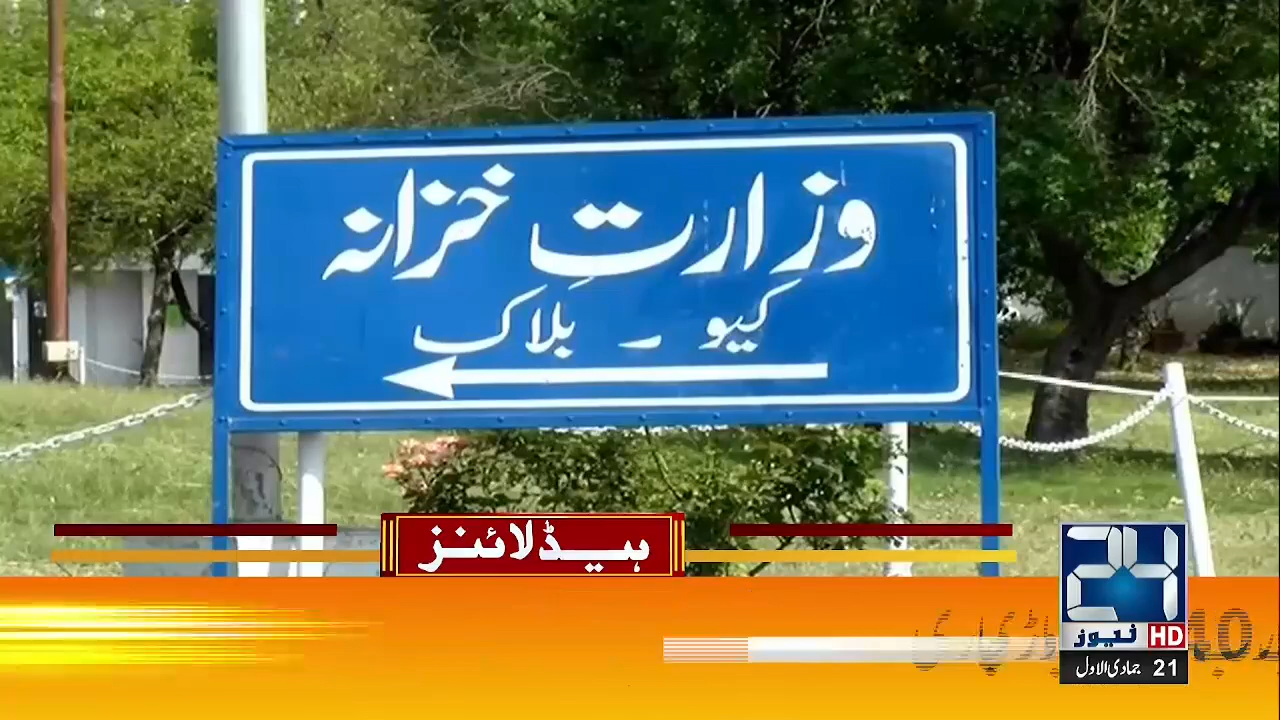 وزارتِ خزانہ
کیو - بلاک
ہیڈلائنز
24
نیوز HD
21 جمادی الاول